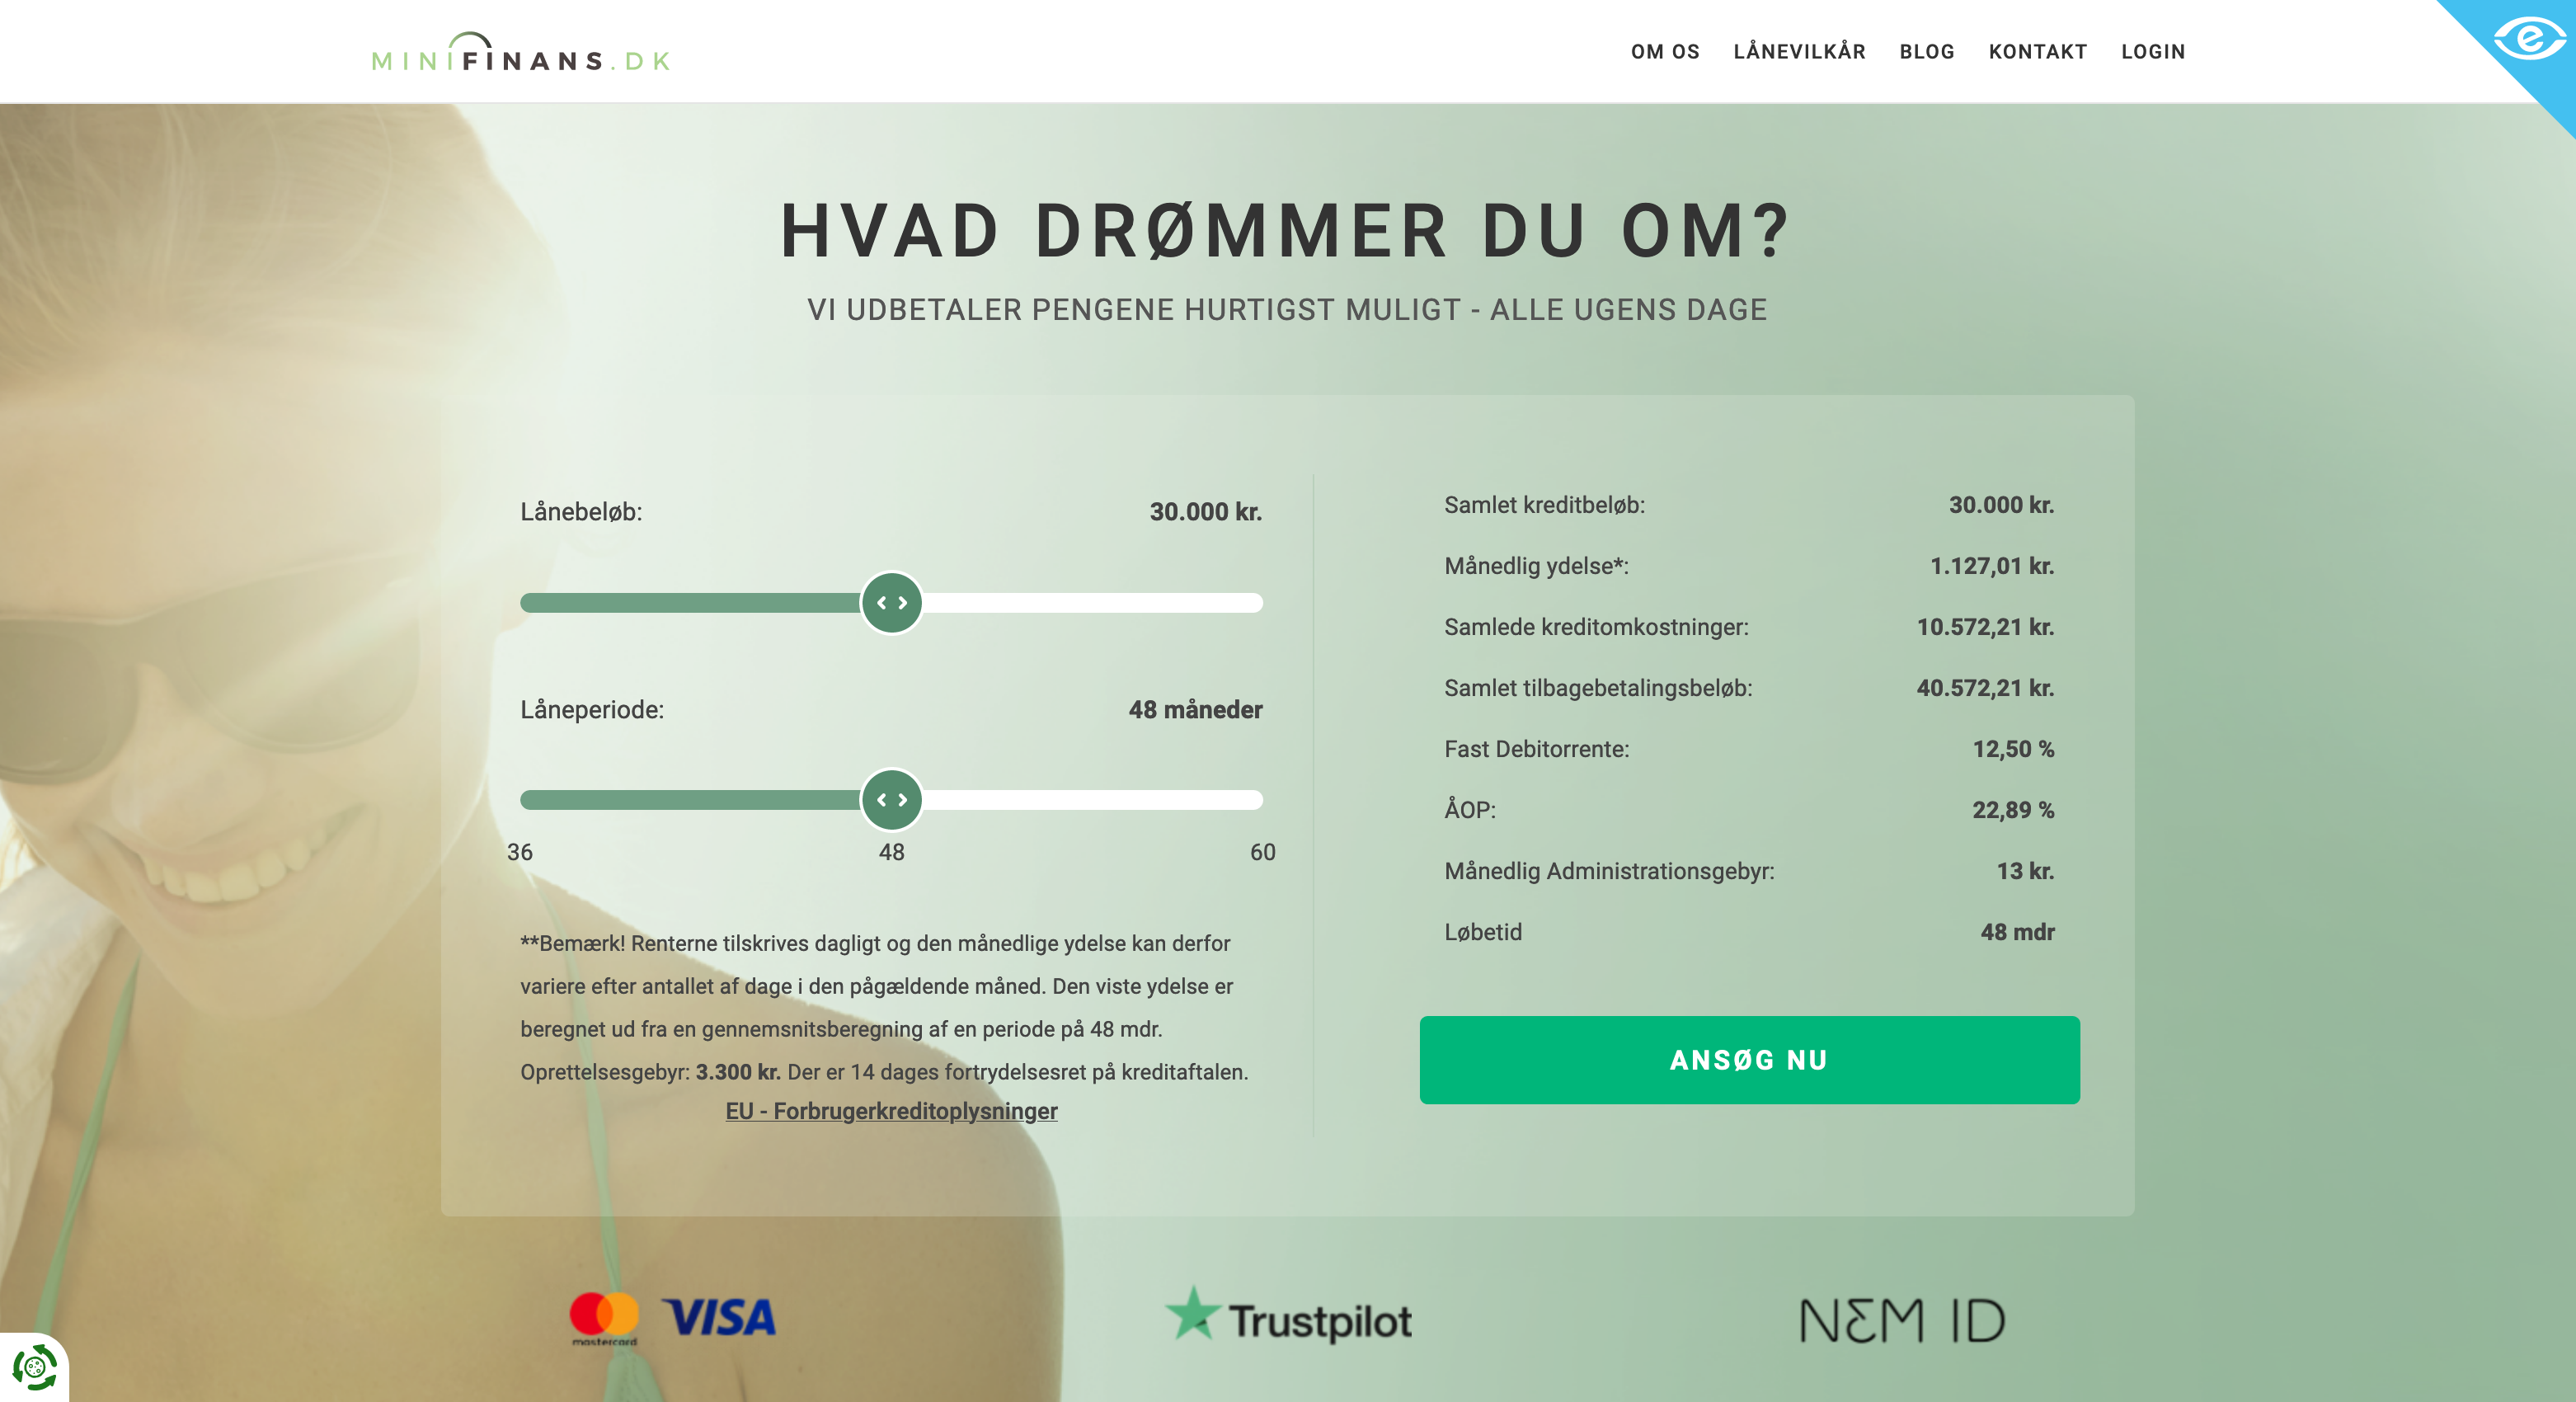 MINIFINANS.DK
OM OS LÅNEVILKÅR BLOG KONTAKT LOGIN
e
HVAD DRØMMER DU OM?
VI UDBETALER PENGENE HURTIGST MULIGT - ALLE UGENS DAGE
Lånebeløb: 30.000 kr.
Låneperiode: 48 måneder
36 48 60
**Bemærk! Renterne tilskrives dagligt og den månedlige ydelse kan derfor
variere efter antallet af dage i den pågældende måned. Den viste ydelse er
beregnet ud fra en gennemsnitsberegning af en periode på 48 mdr.
Oprettelsesgebyr: 3.300 kr. Der er 14 dages fortrydelsesret på kreditaftalen.
EU - Forbrugerkreditoplysninger
Samlet kreditbeløb: 30.000 kr.
Månedlig ydelse*: 1.127,01 kr.
Samlede kreditomkostninger: 10.572,21 kr.
Samlet tilbagebetalingsbeløb: 40.572,21 kr.
Fast Debitorrente: 12,50 %
ÅOP: 22,89 %
Månedlig Administrationsgebyr: 13 kr.
Løbetid 48 mdr
ANSØG NU
mastercard VISA
Trustpilot
NEM ID